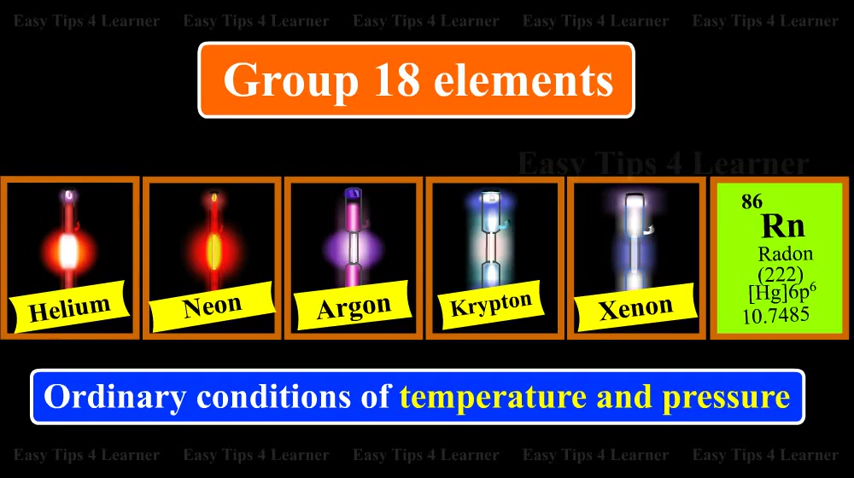 Easy Tips 4 Learner Easy Tips 4 Learner Easy Tips 4 Learner Easy Tips 4 Learner Easy Tips 4 Learner
Group 18 elements
Easy Tips 4 Learner
Helium
Neon
Argon
Krypton
Xenon
86
Rn
Radon
(222)
[Hg]6p⁶
10.7485
Ordinary conditions of temperature and pressure
Easy Tips 4 Learner Easy Tips 4 Learner Easy Tips 4 Learner Easy Tips 4 Learner Easy Tips 4 Learner